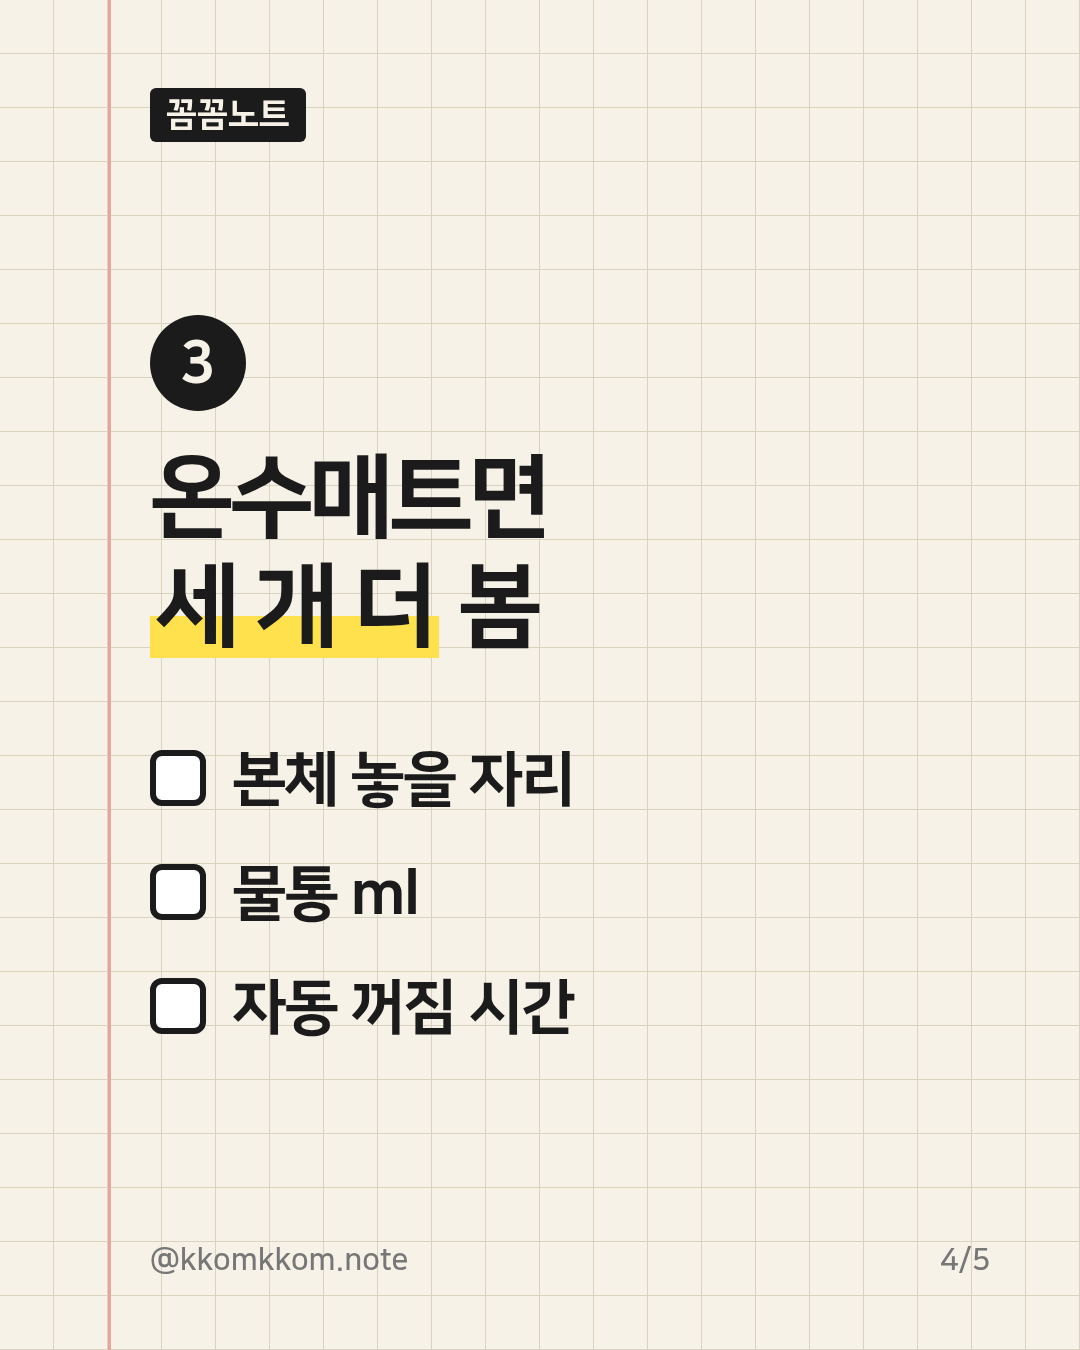 꼼꼼노트
3
온수매트면
세 개 더 봄
본체 놓을 자리
물통 ml
자동 꺼짐 시간
@kkomkkom.note
4/5